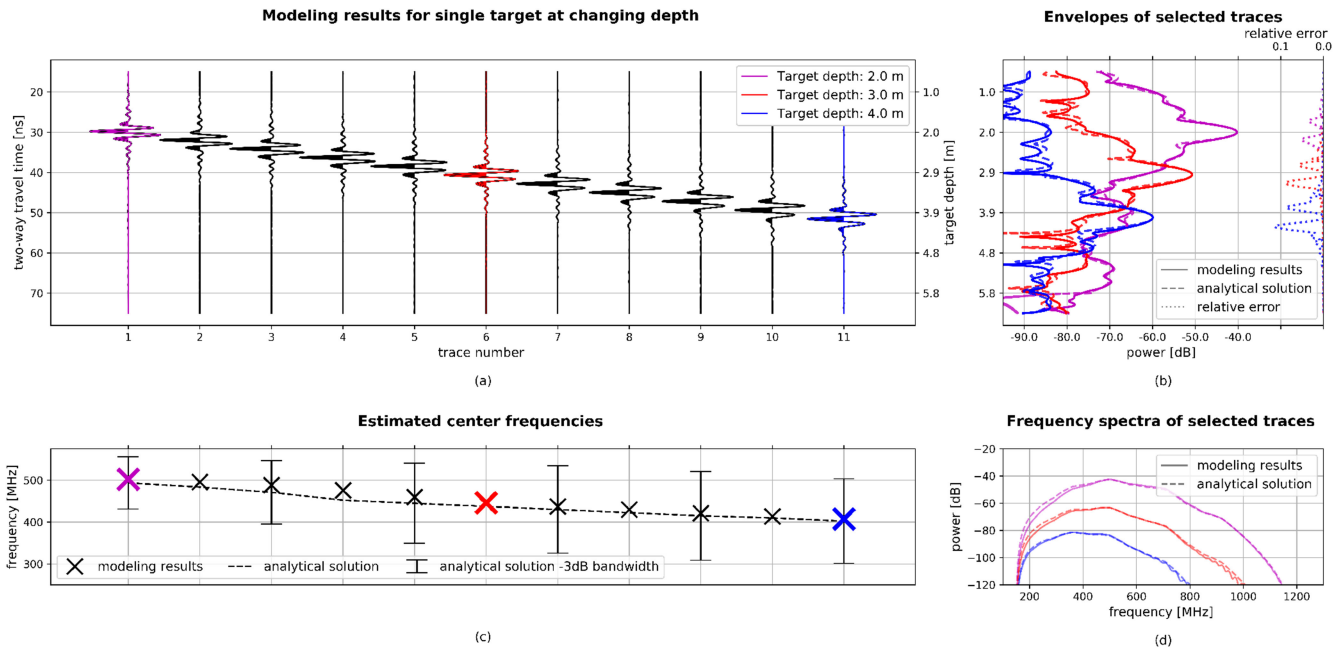 Modeling results for single target at changing depth
two-way travel time [ns]
20
30
40
50
60
70
Target depth: 2.0 m
Target depth: 3.0 m
Target depth: 4.0 m
1.0
2.0
2.9
3.9
4.8
5.8
target depth [m]
1 2 3 4 5 6 7 8 9 10 11
trace number
(a)
Envelopes of selected traces
relative error
0.1 0.0
1.0
2.0
2.9
3.9
4.8
5.8
modeling results
analytical solution
relative error
-90.0 -80.0 -70.0 -60.0 -50.0 -40.0
power [dB]
(b)
Estimated center frequencies
frequency [MHz]
500
400
300
modeling results analytical solution analytical solution -3dB bandwidth
(c)
Frequency spectra of selected traces
power [dB]
−20
−40
−60
−80
−100
−120
modeling results
analytical solution
200 400 600 800 1000 1200
frequency [MHz]
(d)